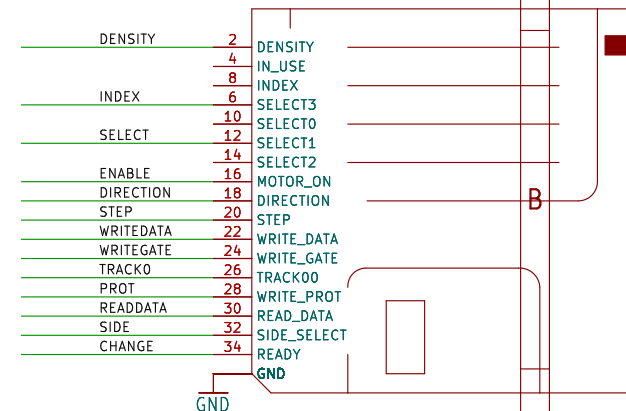 DENSITY 2 DENSITY
4 IN_USE
8 INDEX
INDEX 6 SELECT3
10 SELECT0
SELECT 12 SELECT1
14 SELECT2
ENABLE 16 MOTOR_ON
DIRECTION 18 DIRECTION B
STEP 20 STEP
WRITEDATA 22 WRITE_DATA
WRITEGATE 24 WRITE_GATE
TRACK0 26 TRACK00
PROT 28 WRITE_PROT
READDATA 30 READ_DATA
SIDE 32 SIDE_SELECT
CHANGE 34 READY
GND
GND